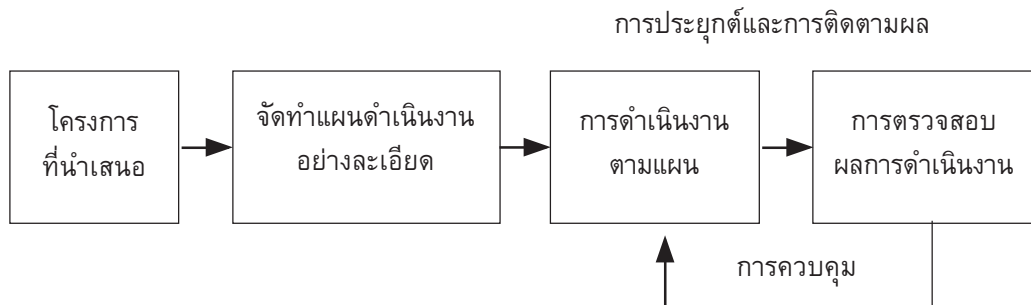 การประยุกต์และการติดตามผล
โครงการ
ที่นำเสนอ
จัดทำแผนดำเนินงาน
อย่างละเอียด
การดำเนินงาน
ตามแผน
การตรวจสอบ
ผลการดำเนินงาน
การควบคุม